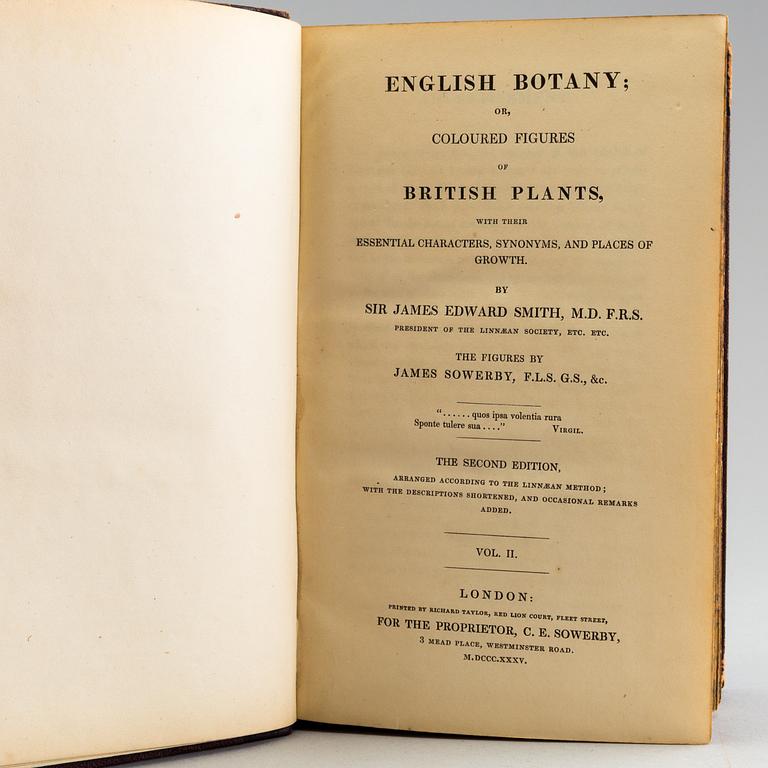 ENGLISH BOTANY;
OR,
COLOURED FIGURES
OF
BRITISH PLANTS,
WITH THEIR
ESSENTIAL CHARACTERS, SYNONYMS, AND PLACES OF
GROWTH.
BY
SIR JAMES EDWARD SMITH, M.D. F.R.S.
PRESIDENT OF THE LINNÆAN SOCIETY, ETC. ETC.
THE FIGURES BY
JAMES SOWERBY, F.L.S. G.S., &c.
“...... quos ipsa volentia rura
Sponte tulere sua ....” VIRGIL.
THE SECOND EDITION,
ARRANGED ACCORDING TO THE LINNÆAN METHOD;
WITH THE DESCRIPTIONS SHORTENED, AND OCCASIONAL REMARKS
ADDED.
VOL. II.
LONDON:
PRINTED BY RICHARD TAYLOR, RED LION COURT, FLEET STREET,
FOR THE PROPRIETOR, C. E. SOWERBY,
3 MEAD PLACE, WESTMINSTER ROAD.
M.DCCC.XXXV.